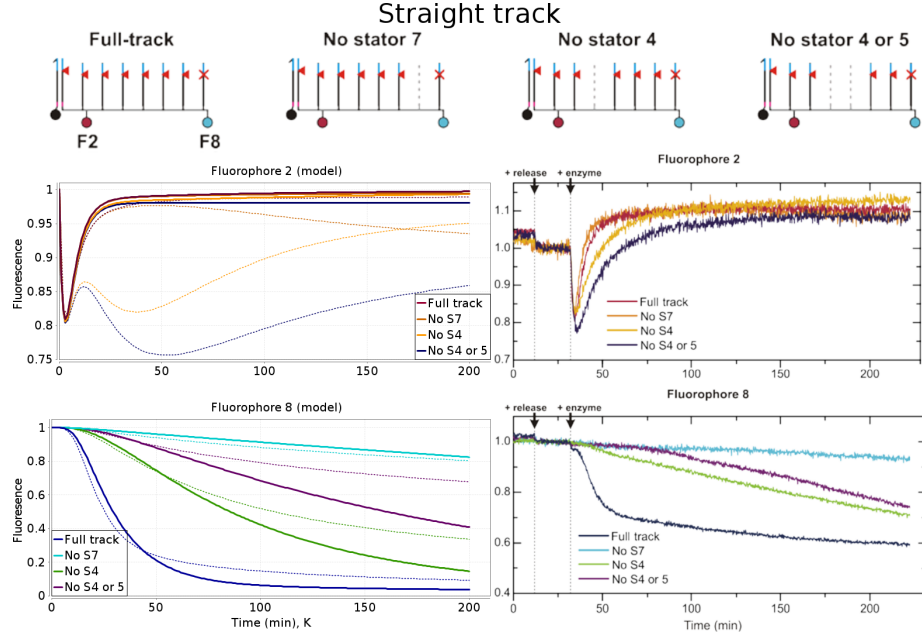 Straight track
Full-track
No stator 7
No stator 4
No stator 4 or 5
F2
F8
Fluorophore 2 (model)
1
0.95
0.9
0.85
0.8
0.75
Fluorescence
0
50
100
150
200
Full track
No S7
No S4
No S4 or 5
Fluorophore 2
+ release
+ enzyme
1.1
1.0
0.9
0.8
0.7
0
50
100
150
200
Full track
No S7
No S4
No S4 or 5
Fluorophore 8 (model)
1
0.8
0.6
0.4
0.2
0
Fluorescence
Full track
No S7
No S4
No S4 or 5
0
50
100
150
200
Time (min), K
Fluorophore 8
+ release
+ enzyme
1.0
0.8
0.6
0.4
Full track
No S7
No S4
No S4 or 5
0
50
100
150
200
Time (min)